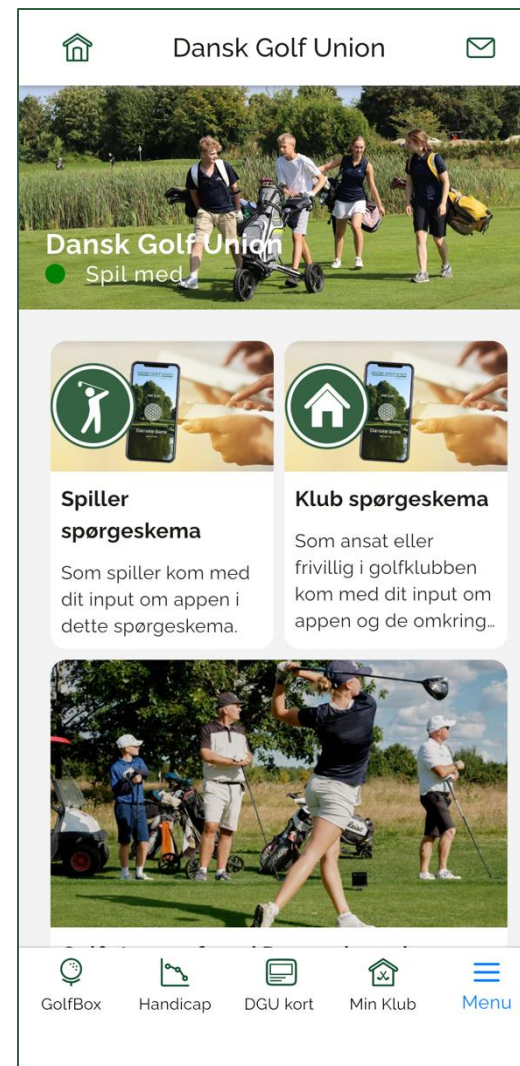 Dansk Golf Union
Dansk Golf Union
Spil med
Spiller
spørgeskema
Som spiller kom med
dit input om appen i
dette spørgeskema.
Klub spørgeskema
Som ansat eller
frivillig i golfklubben
kom med dit input om
appen og de omkring…
GolfBox
Handicap
DGU kort
Min Klub
Menu